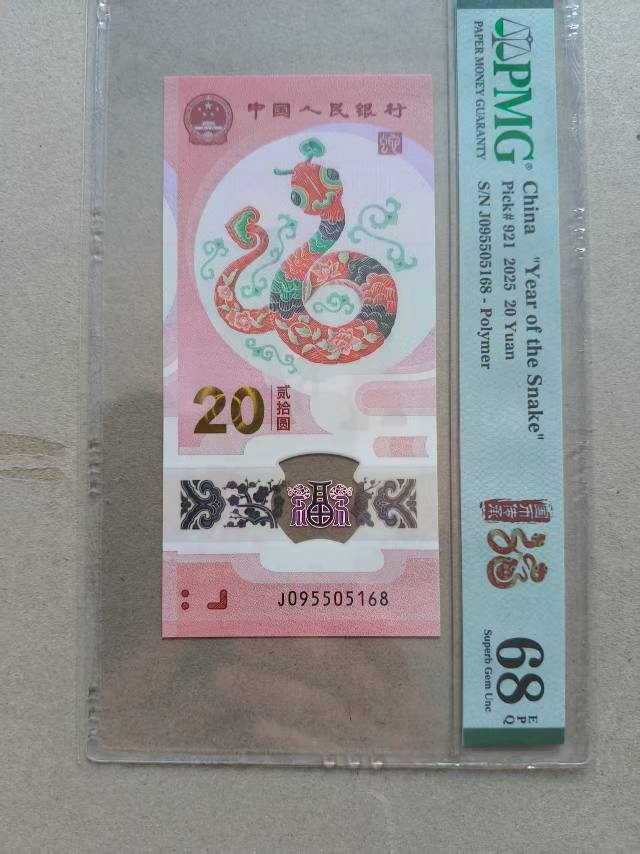 中国人民银行
20
贰拾圆
J095505168
PMG®
PAPER MONEY GUARANTY
China "Year of the Snake"
Pick# 921 2025 20 Yuan
S/N J095505168 - Polymer
68 EPQ
Superb Gem Unc